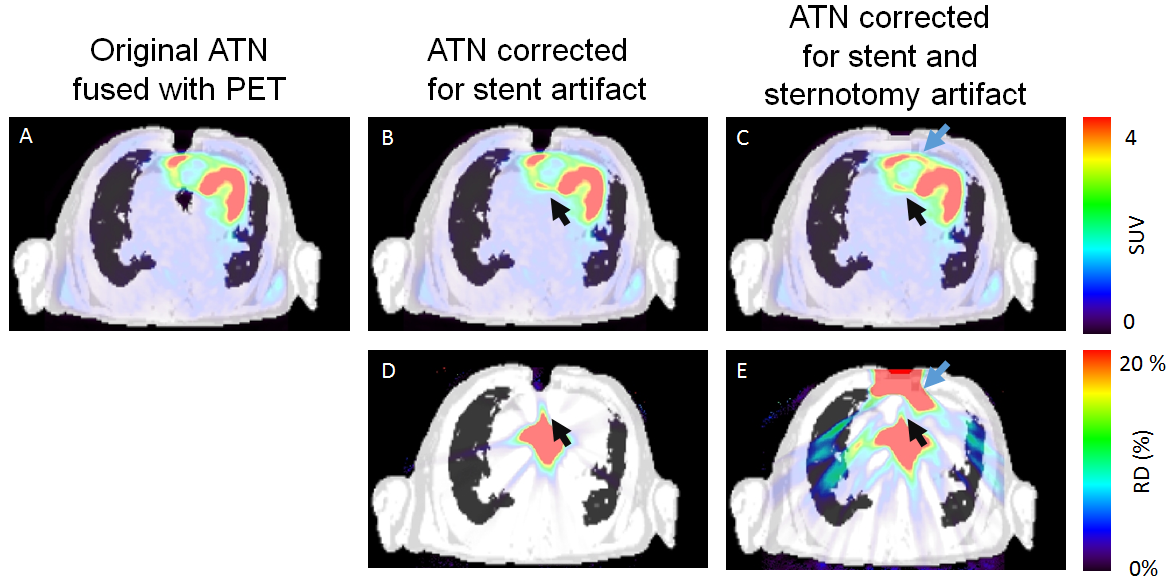 Original ATN
fused with PET
ATN corrected
for stent artifact
ATN corrected
for stent and
sternotomy artifact
A
B
C
4
SUV
0
D
E
20 %
RD (%)
0%